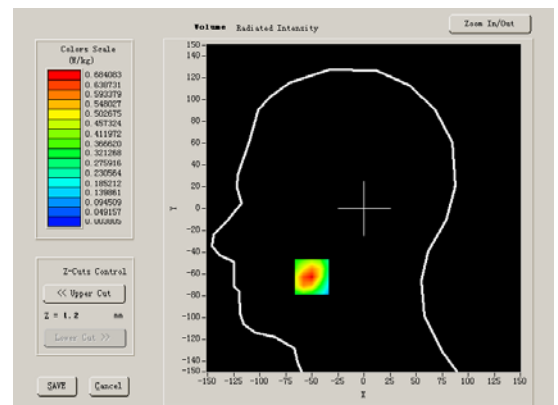 Volume Radiated Intensity
Zoom In/Out
Colors Scale
(W/kg)
0.684083
0.638731
0.593379
0.548027
0.502675
0.457324
0.411972
0.366620
0.321268
0.275916
0.230564
0.185212
0.139861
0.094509
0.049157
0.003805
Z-Cuts Control
<< Upper Cut
Z = 1.2 mm
Lower Cut >>
SAVE Cancel
150
140
120
100
80
60
40
20
0
-20
-40
-60
-80
-100
-120
-140
-150
Y
-150 -125 -100 -75 -50 -25 0 25 50 75 100 125 150
X